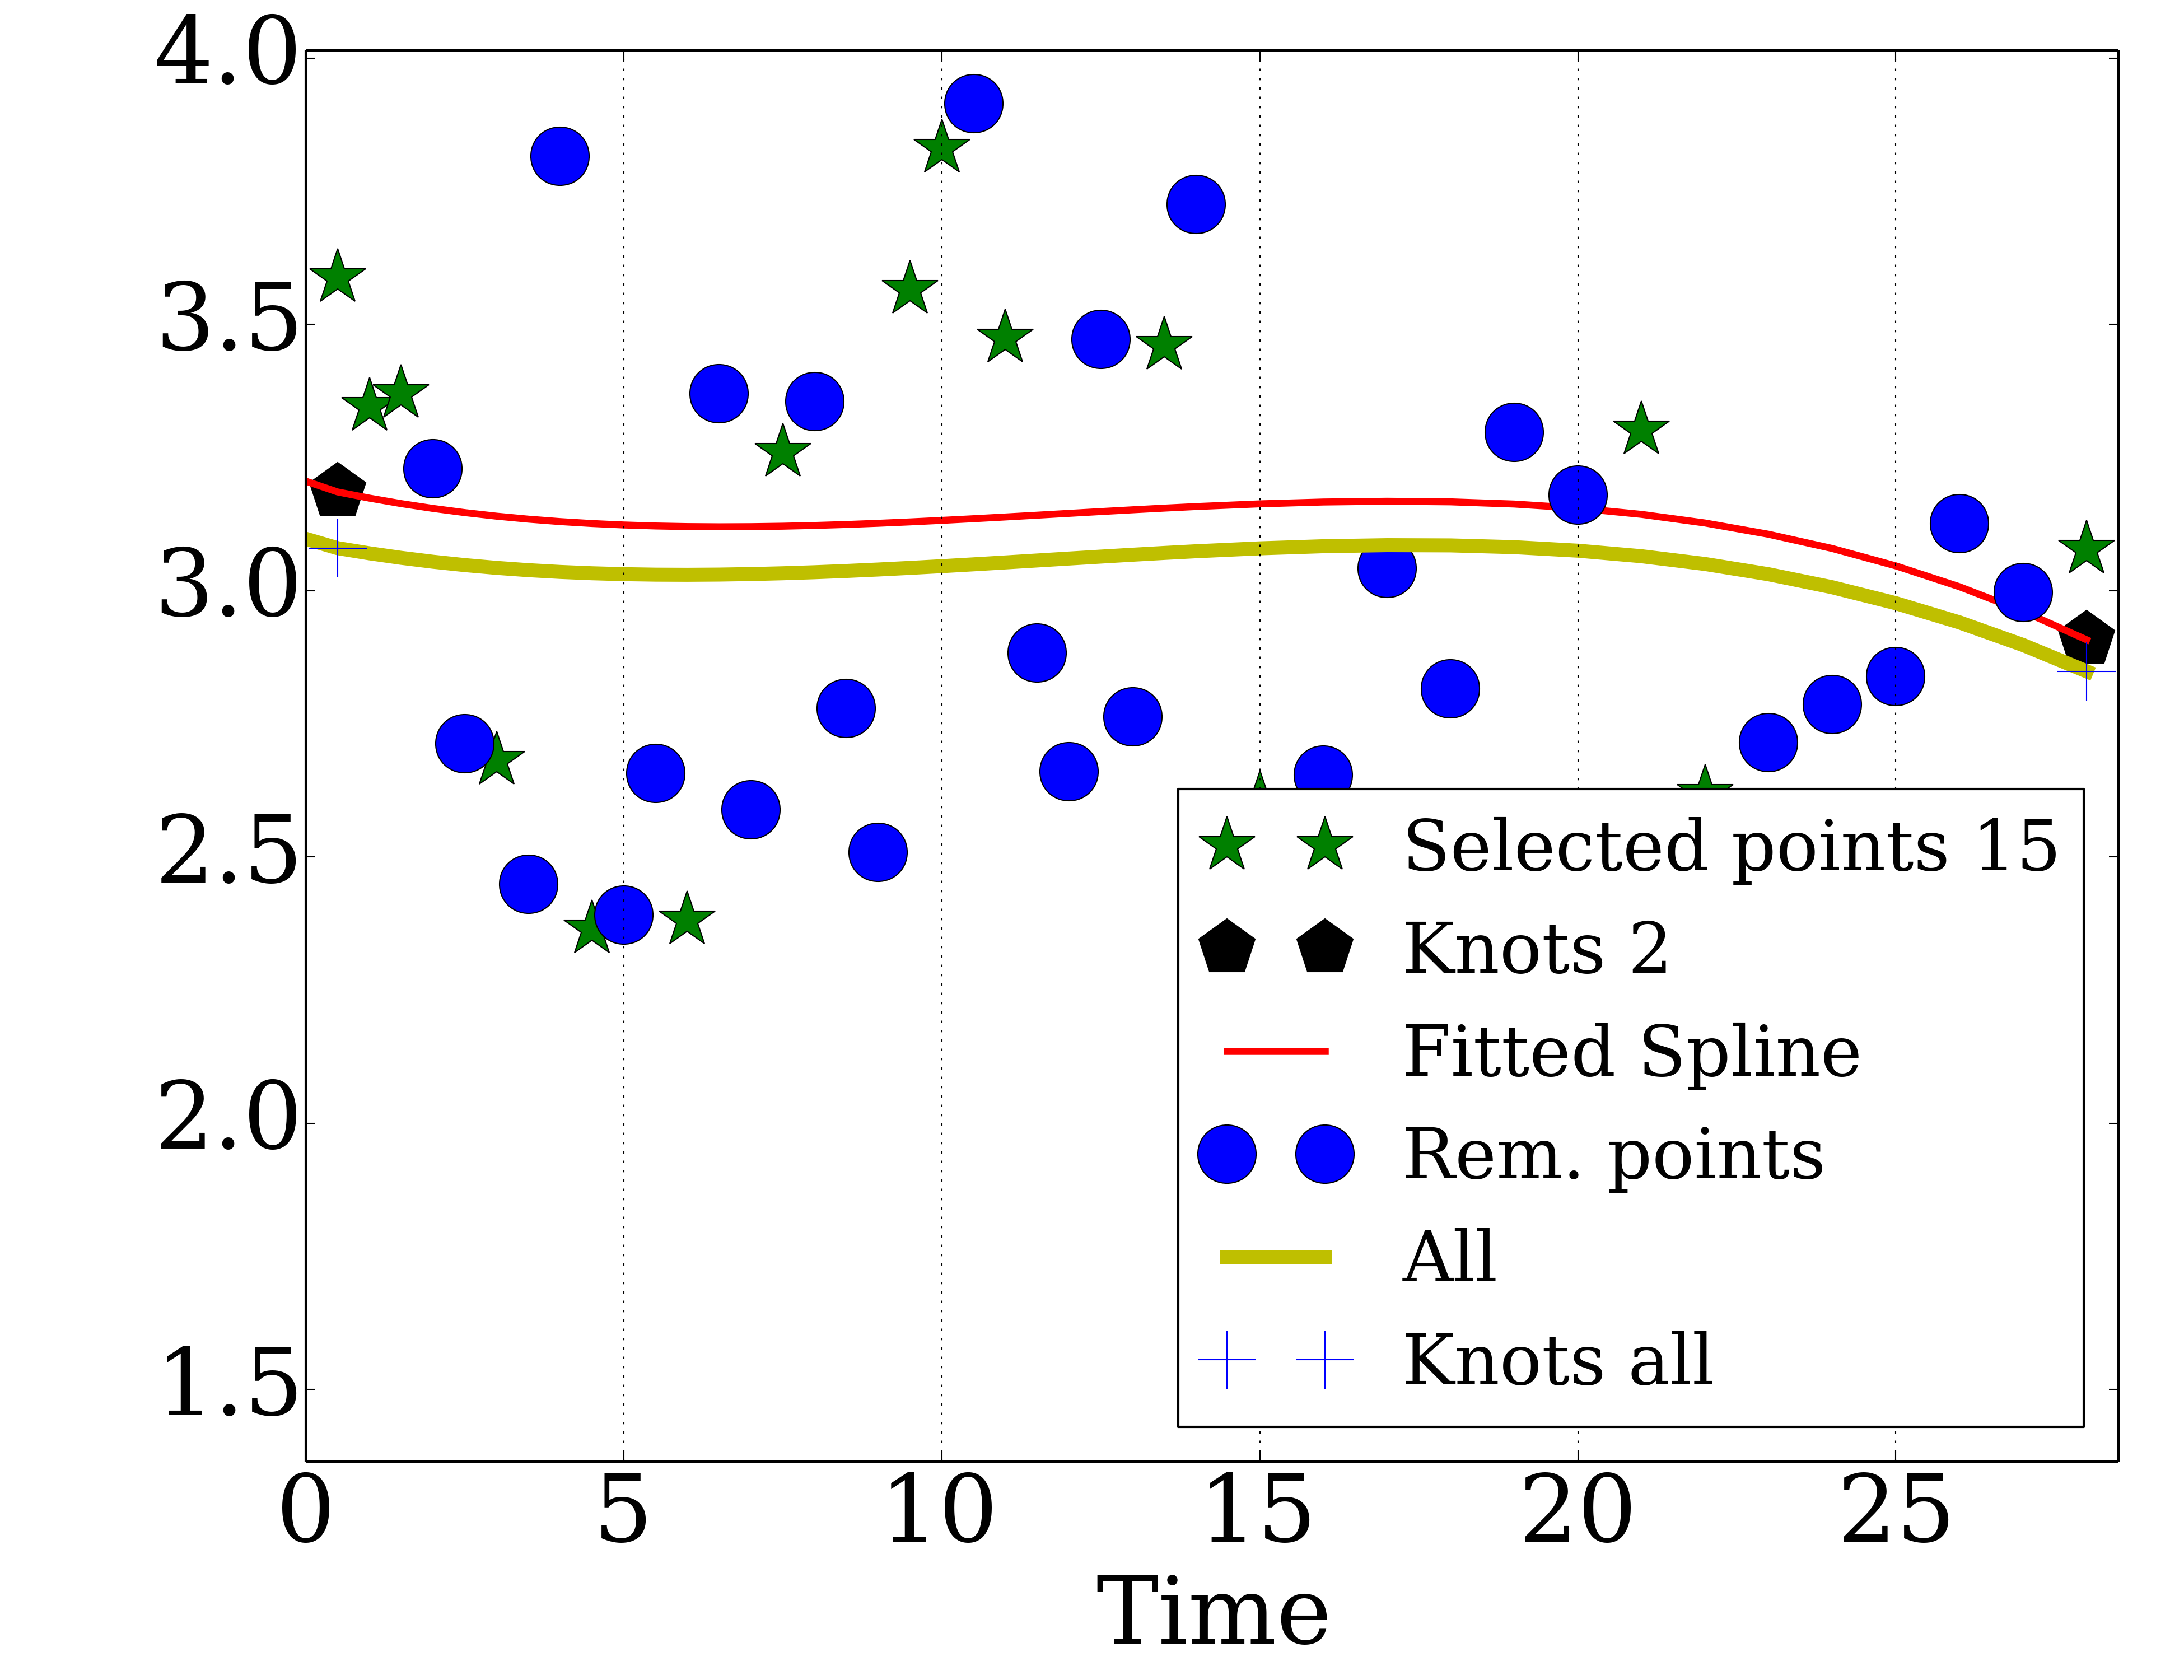 4.0
3.5
3.0
2.5
2.0
1.5
0 5 10 15 20 25
Time
Selected points 15
Knots 2
Fitted Spline
Rem. points
All
Knots all